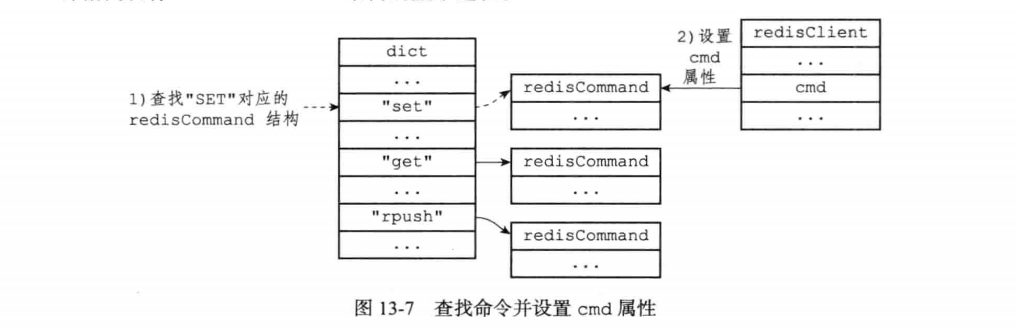 1)查找"SET"对应的
redisCommand 结构
dict
...
"set"
...
"get"
...
"rpush"
...
redisCommand
...
redisCommand
...
redisCommand
...
2)设置
cmd
属性
redisClient
...
cmd
...
图 13-7 查找命令并设置 cmd 属性